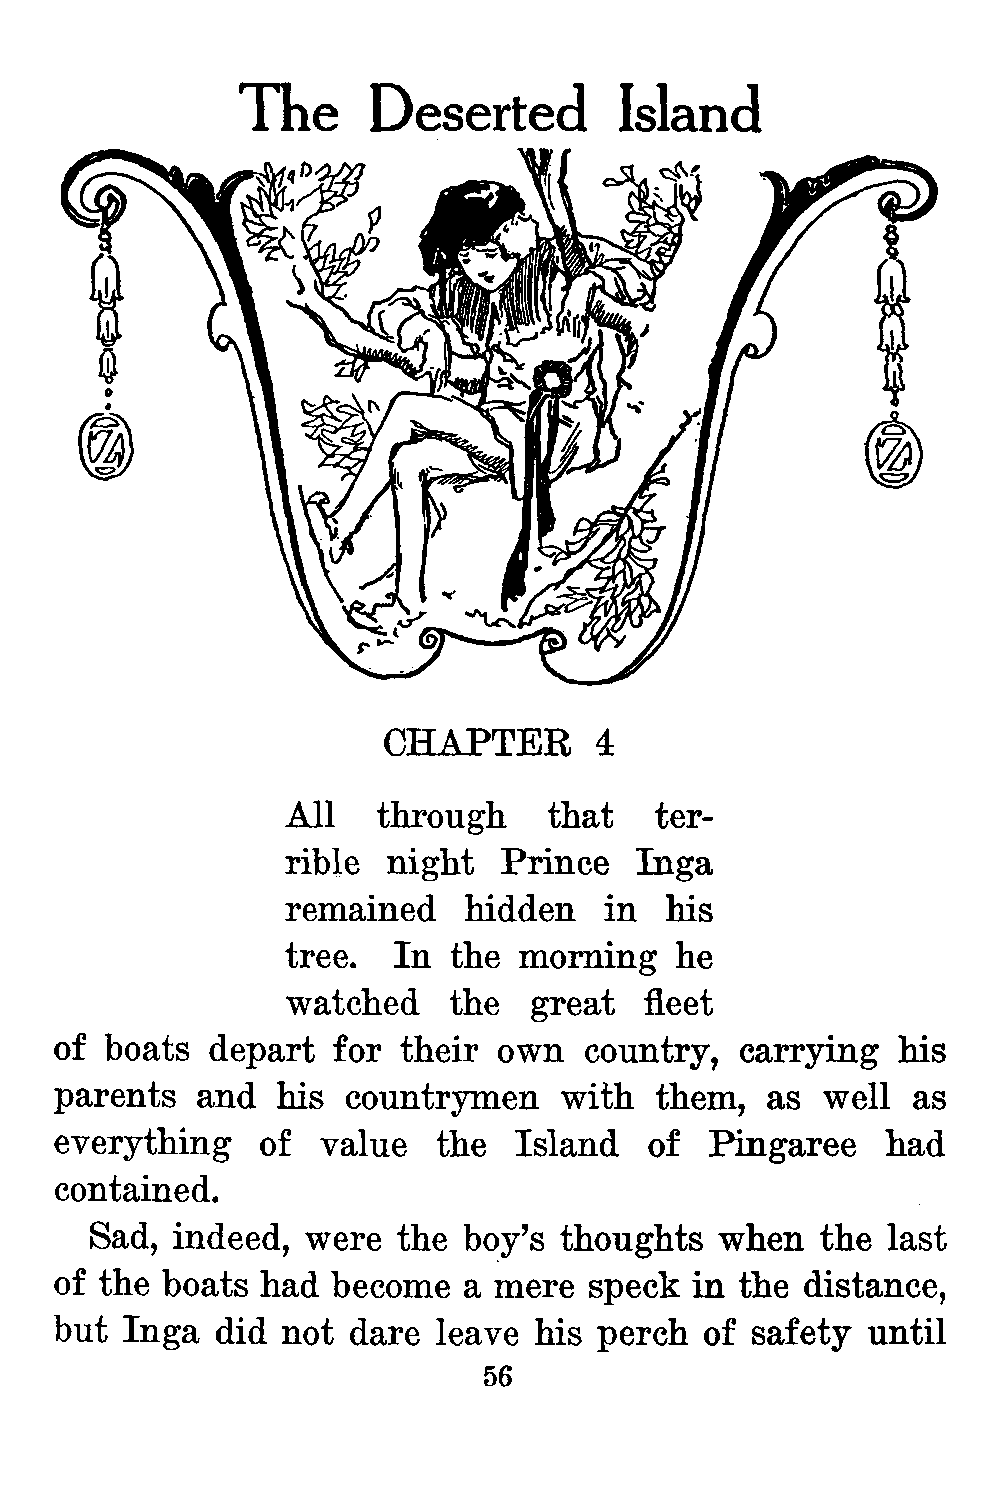 The Deserted Island
OZ
OZ
CHAPTER 4
All through that ter-
rible night Prince Inga
remained hidden in his
tree. In the morning he
watched the great fleet
of boats depart for their own country, carrying his
parents and his countrymen with them, as well as
everything of value the Island of Pingaree had
contained.
Sad, indeed, were the boy's thoughts when the last
of the boats had become a mere speck in the distance,
but Inga did not dare leave his perch of safety until
56